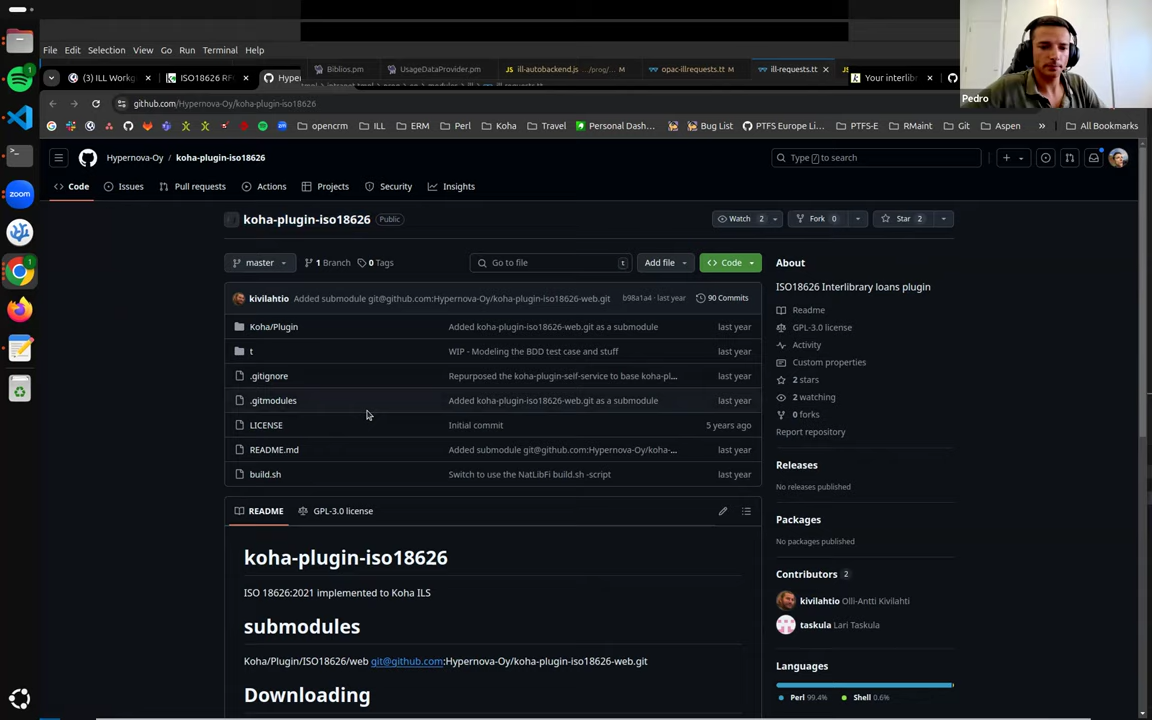 File Edit Selection View Go Run Terminal Help
Biblios.pm UsageDataProvider.pm ill-autobackend.js .../prog/... M opac-illrequests.tt M ill-requests.tt
(3) ILL Workg ISO18626 RF Hyper Your interlib
github.com/Hypernova-Oy/koha-plugin-iso18626
opencrm ILL ERM Perl Koha Travel Personal Dash... Bug List PTFS Europe Li... PTFS-E RMaint Git Aspen » All Bookmarks
Pedro
Hypernova-Oy / koha-plugin-iso18626
Type / to search
Code Issues Pull requests Actions Projects Security Insights
koha-plugin-iso18626 Public
Watch 2 Fork 0 Star 2
master 1 Branch 0 Tags Go to file t Add file Code
kivilahtio Added submodule git@github.com:Hypernova-Oy/koha-plugin-iso18626-web.git b98a1a4 · last year 90 Commits
Koha/Plugin Added koha-plugin-iso18626-web.git as a submodule last year
t WIP - Modeling the BDD test case and stuff last year
.gitignore Repurposed the koha-plugin-self-service to base koha-pl... last year
.gitmodules Added koha-plugin-iso18626-web.git as a submodule last year
LICENSE Initial commit 5 years ago
README.md Added submodule git@github.com:Hypernova-Oy/koha-... last year
build.sh Switch to use the NatLibFi build.sh -script last year
README GPL-3.0 license
koha-plugin-iso18626
ISO 18626:2021 implemented to Koha ILS
submodules
Koha/Plugin/ISO18626/web git@github.com:Hypernova-Oy/koha-plugin-iso18626-web.git
Downloading
About
ISO18626 Interlibrary loans plugin
Readme
GPL-3.0 license
Activity
Custom properties
2 stars
2 watching
0 forks
Report repository
Releases
No releases published
Packages
No packages published
Contributors 2
kivilahtio Olli-Antti Kivilahti
taskula Lari Taskula
Languages
Perl 99.4% Shell 0.6%
zoom
1
1